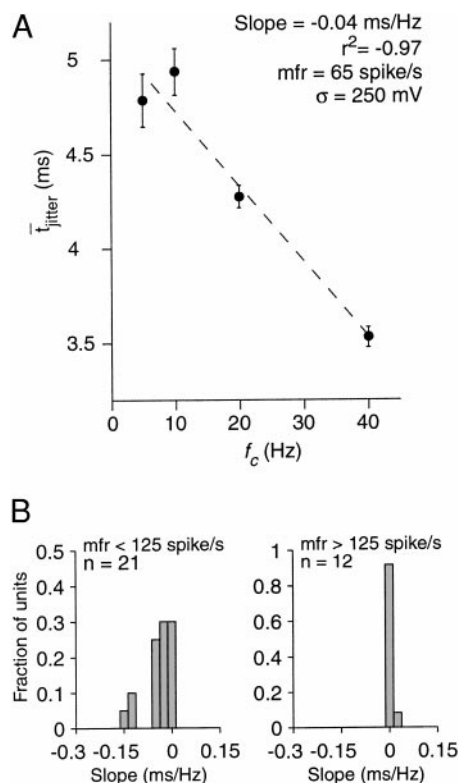 A
Slope = -0.04 ms/Hz
r² = -0.97
mfr = 65 spike/s
σ = 250 mV
5
4.5
4
3.5
t̄jitter (ms)
0
10
20
30
40
fc (Hz)
B
mfr < 125 spike/s
n = 21
0.5
0.4
0.3
0.2
0.1
0
Fraction of units
-0.3
-0.15
0
0.15
Slope (ms/Hz)
mfr > 125 spike/s
n = 12
1
0.8
0.6
0.4
0.2
0
-0.3
-0.15
0
0.15
Slope (ms/Hz)